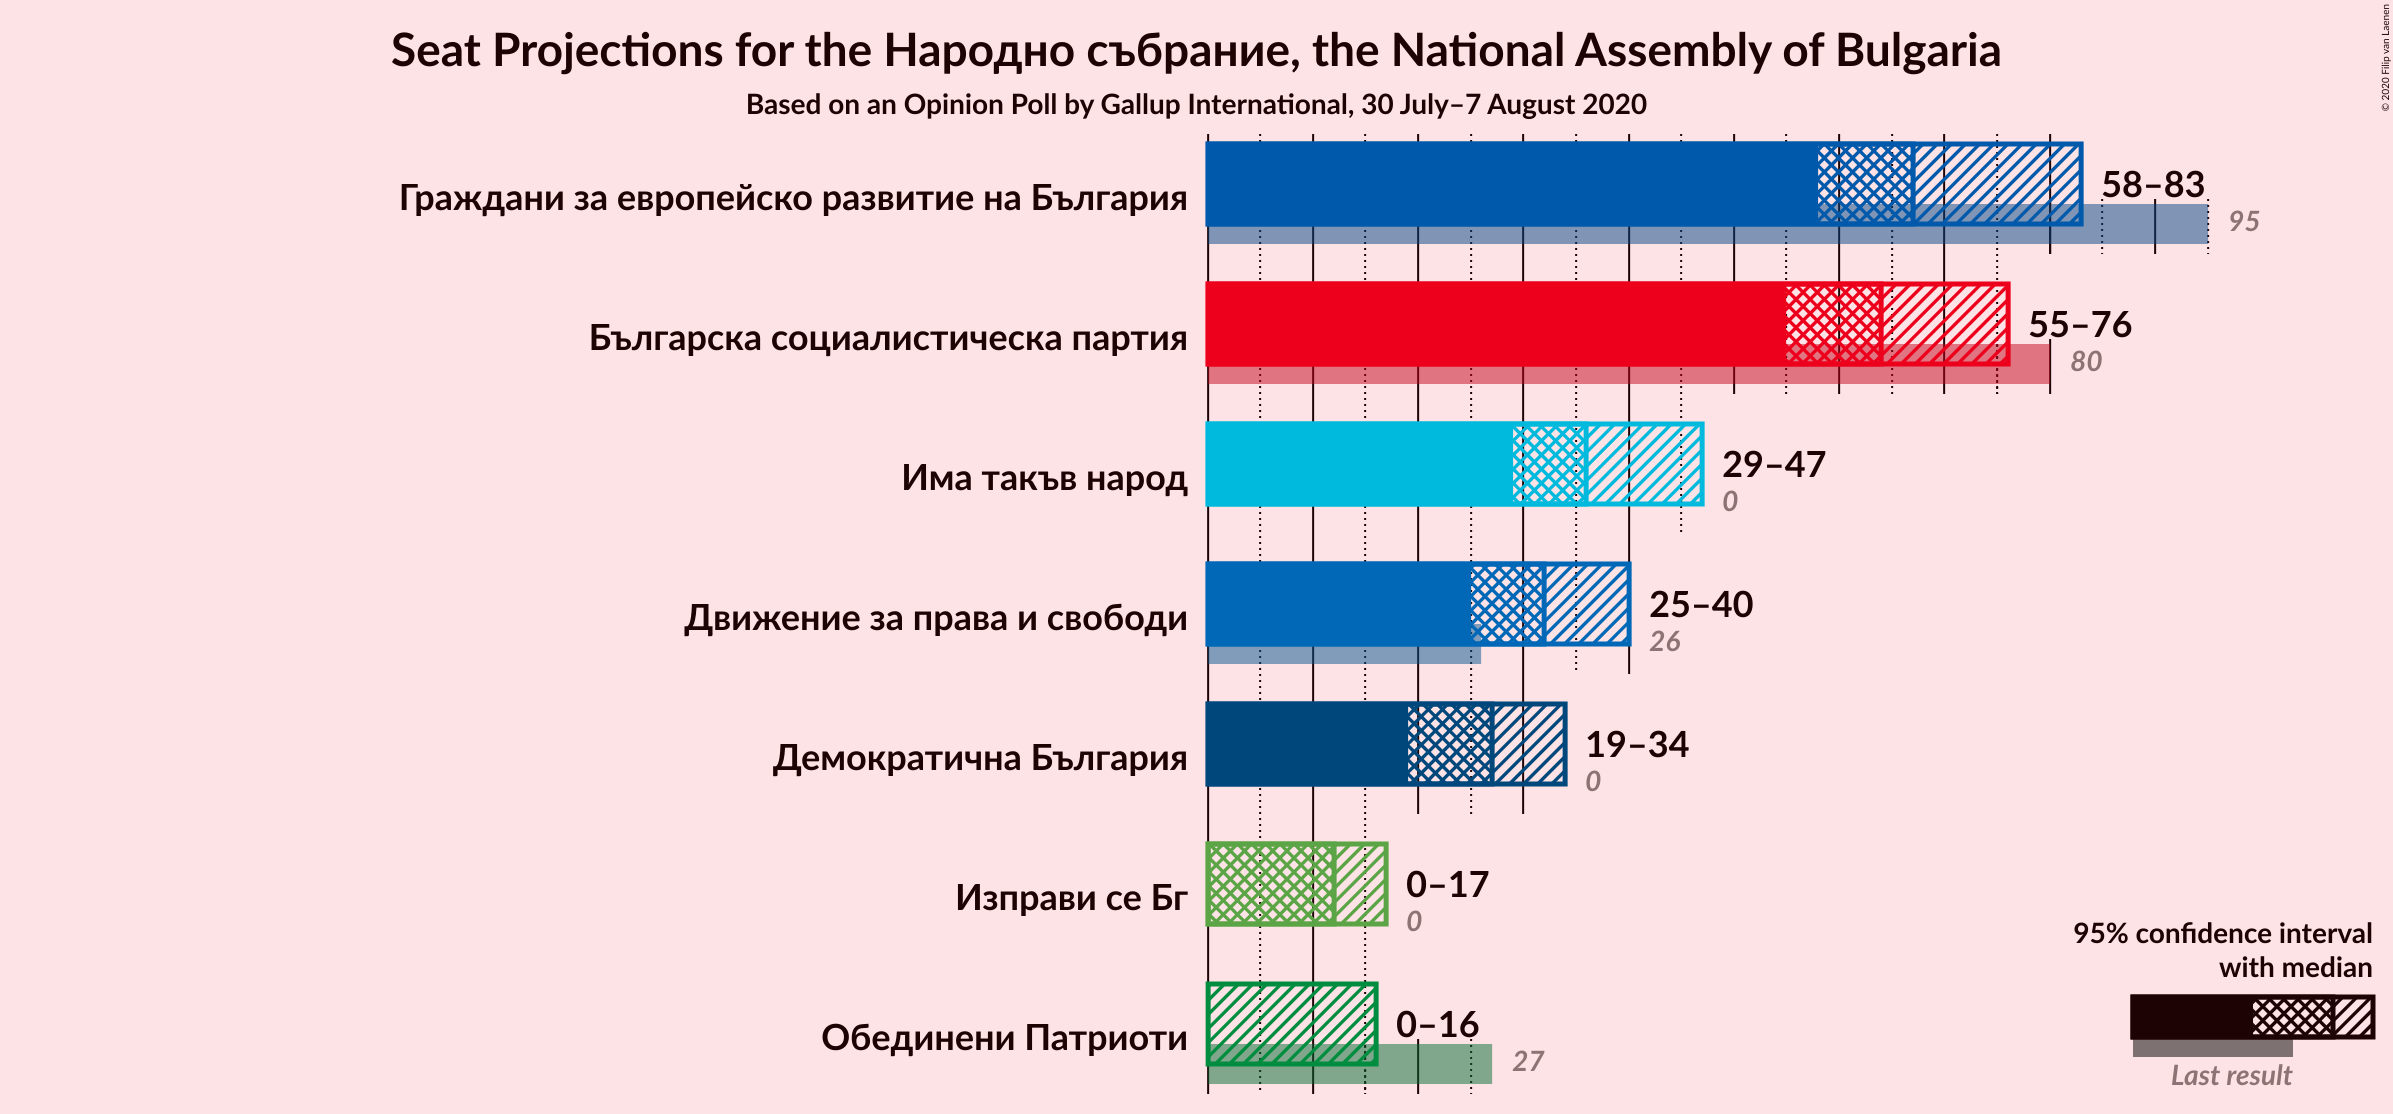 Seat Projections for the Народно събрание, the National Assembly of Bulgaria
Based on an Opinion Poll by Gallup International, 30 July–7 August 2020
© 2020 Filip van Laenen
Граждани за европейско развитие на България
58–83
95
Българска социалистическа партия
55–76
80
Има такъв народ
29–47
0
Движение за права и свободи
25–40
26
Демократична България
19–34
0
Изправи се Бг
0–17
0
Обединени Патриоти
0–16
27
95% confidence interval
with median
Last result